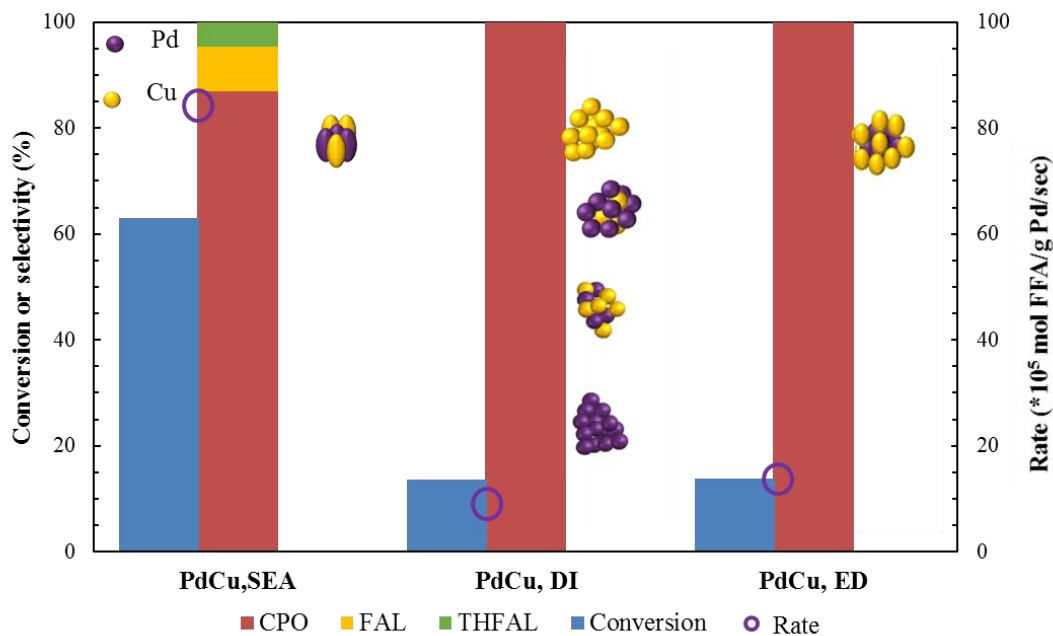 Conversion or selectivity (%)
100
80
60
40
20
0
Pd
Cu
100
80
60
40
20
0
Rate (*10⁵ mol FFA/g Pd/sec)
PdCu,SEA
PdCu, DI
PdCu, ED
CPO
FAL
THFAL
Conversion
Rate